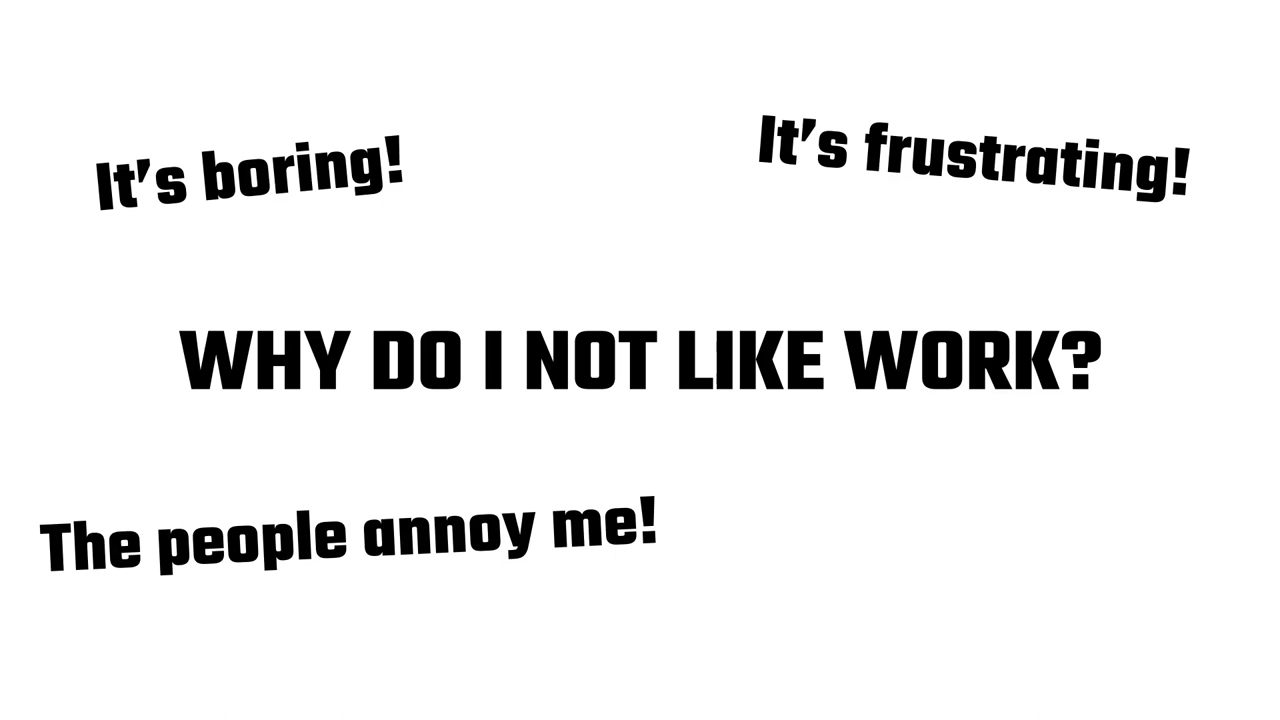 It's boring!
It's frustrating!
WHY DO I NOT LIKE WORK?
The people annoy me!